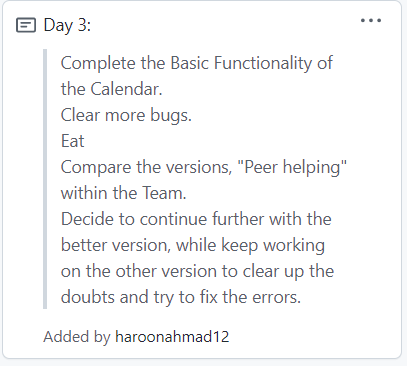 Day 3:
Complete the Basic Functionality of
the Calendar.
Clear more bugs.
Eat
Compare the versions, "Peer helping"
within the Team.
Decide to continue further with the
better version, while keep working
on the other version to clear up the
doubts and try to fix the errors.
Added by haroonahmad12